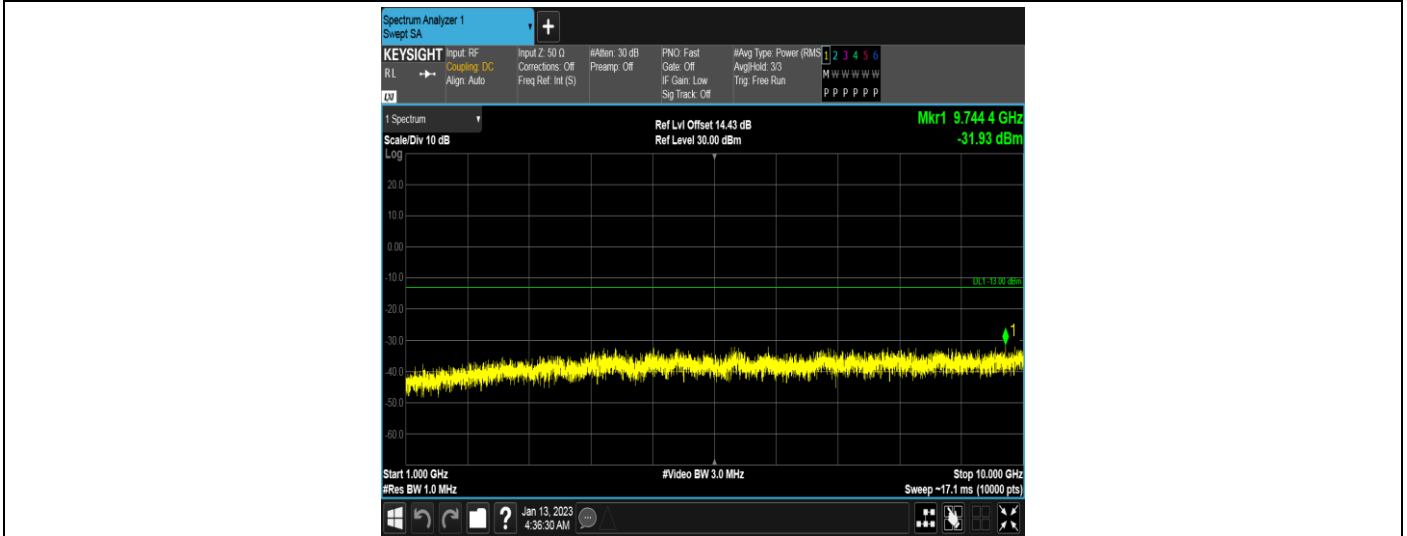 Spectrum Analyzer 1
Swept SA
+
KEYSIGHT
RL
LXI
Input: RF
Coupling: DC
Align: Auto
Input Z: 50 Ω
Corrections: Off
Freq Ref: Int (S)
#Atten: 30 dB
Preamp: Off
PNO: Fast
Gate: Off
IF Gain: Low
Sig Track: Off
#Avg Type: Power (RMS
Avg|Hold: 3/3
Trig: Free Run
1 2 3 4 5 6
M W W W W W
P P P P P P
1 Spectrum
Scale/Div 10 dB
Log
Ref Lvl Offset 14.43 dB
Ref Level 30.00 dBm
Mkr1 9.744 4 GHz
-31.93 dBm
20.0
10.0
0.00
-10.0
DL1 -13.00 dBm
-20.0
1
-30.0
-40.0
-50.0
-60.0
Start 1.000 GHz
#Res BW 1.0 MHz
#Video BW 3.0 MHz
Stop 10.000 GHz
Sweep ~17.1 ms (10000 pts)
?
Jan 13, 2023
4:36:30 AM